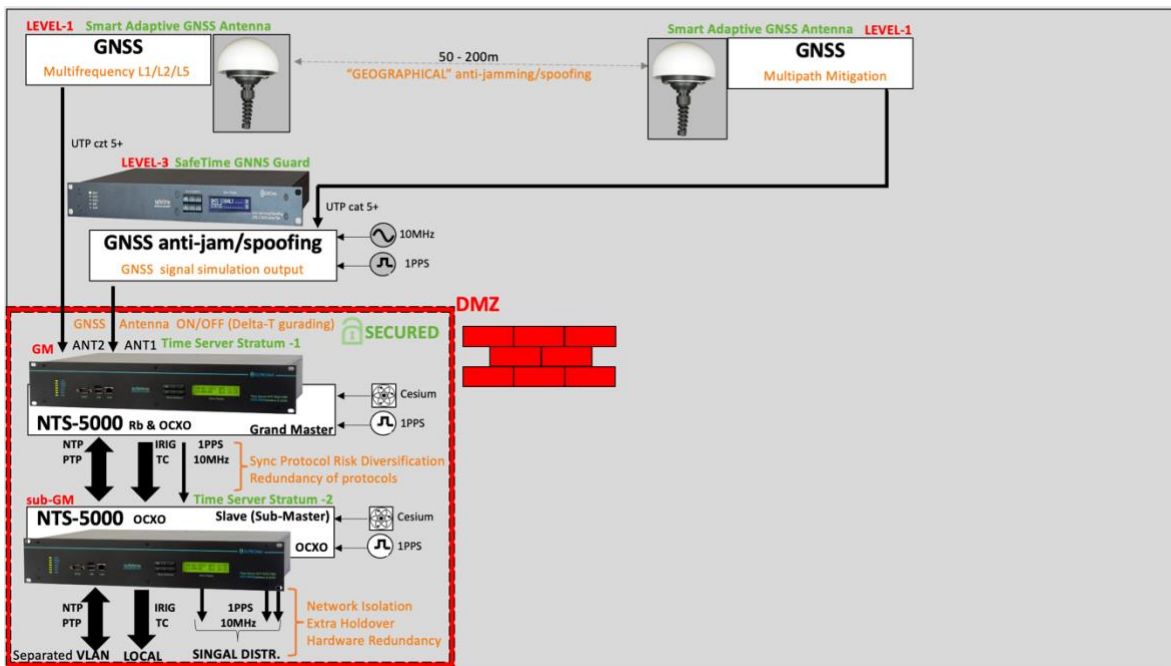 LEVEL-1 Smart Adaptive GNSS Antenna
GNSS
Multifrequency L1/L2/L5
50 - 200m
"GEOGRAPHICAL" anti-jamming/spoofing
Smart Adaptive GNSS Antenna LEVEL-1
GNSS
Multipath Mitigation
UTP czt 5+
LEVEL-3 SafeTime GNNS Guard
UTP cat 5+
GNSS anti-jam/spoofing
GNSS signal simulation output
10MHz
1PPS
DMZ
GNSS Antenna ON/OFF (Delta-T gurading)
SECURED
GM ANT2 ANT1 Time Server Stratum -1
NTS-5000 Rb & OCXO
Grand Master
Cesium
1PPS
NTP
PTP
IRIG
TC
1PPS
10MHz
Sync Protocol Risk Diversification
Redundancy of protocols
sub-GM Time Server Stratum -2
NTS-5000 OCXO
Slave (Sub-Master)
OCXO
Cesium
1PPS
NTP
PTP
IRIG
TC
1PPS
10MHz
Network Isolation
Extra Holdover
Hardware Redundancy
Separated VLAN LOCAL SINGAL DISTR.